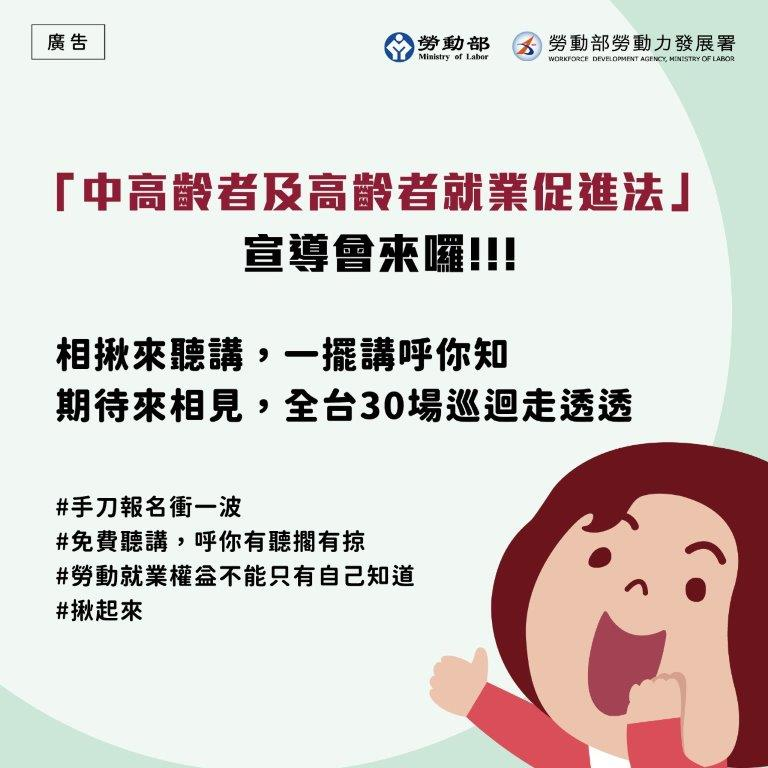 廣告
勞動部
Ministry of Labor
勞動部勞動力發展署
WORKFORCE DEVELOPMENT AGENCY, MINISTRY OF LABOR
「中高齡者及高齡者就業促進法」
宣導會來囉!!!
相揪來聽講，一擺講呼你知
期待來相見，全台30場巡迴走透透
#手刀報名衝一波
#免費聽講，呼你有聽擱有掠
#勞動就業權益不能只有自己知道
#揪起來